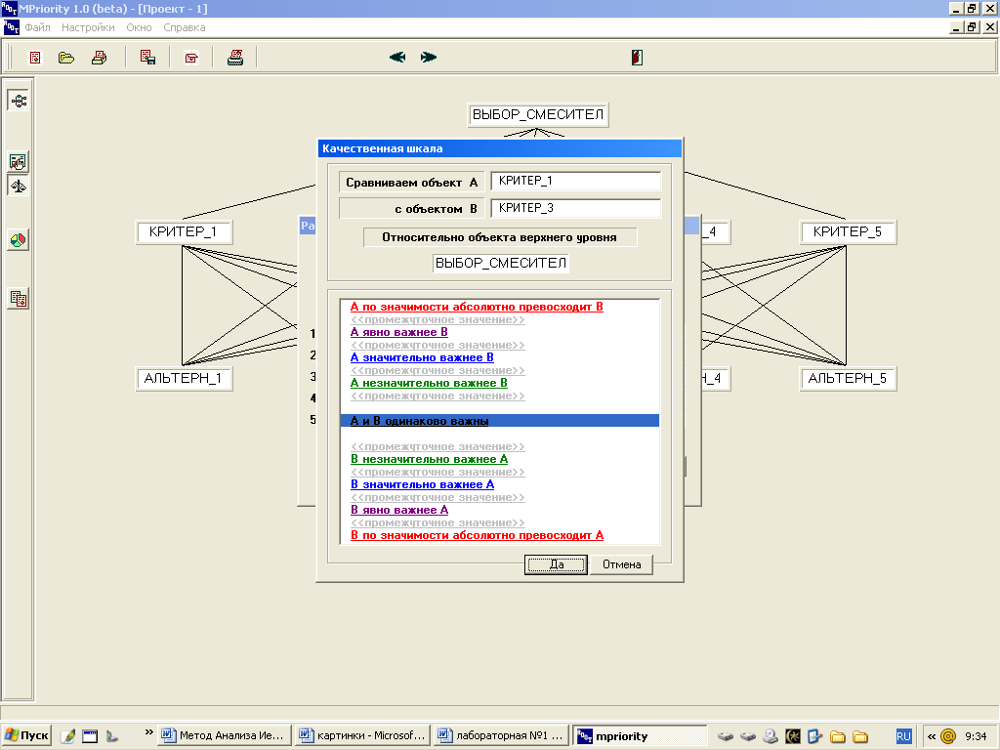 MPriority 1.0 (beta) - [Проект - 1]
Файл Настройки Окно Справка
ВЫБОР_СМЕСИТЕЛ
Качественная шкала
Сравниваем объект А
КРИТЕР_1
с объектом В
КРИТЕР_3
Относительно объекта верхнего уровня
ВЫБОР_СМЕСИТЕЛ
Ра
КРИТЕР_1
_4
КРИТЕР_5
А по значимости абсолютно превосходит В
<<промежуточное значение>>
А явно важнее В
<<промежуточное значение>>
А значительно важнее В
<<промежуточное значение>>
А незначительно важнее В
<<промежуточное значение>>
А и В одинаково важны
<<промежуточное значение>>
В незначительно важнее А
<<промежуточное значение>>
В значительно важнее А
<<промежуточное значение>>
В явно важнее А
<<промежуточное значение>>
В по значимости абсолютно превосходит А
1
2
3
4
5
АЛЬТЕРН_1
Н_4
АЛЬТЕРН_5
Да Отмена
Пуск
Метод Анализа Ие...
картинки - Microsof...
лабораторная №1 ...
mpriority
RU
9:34